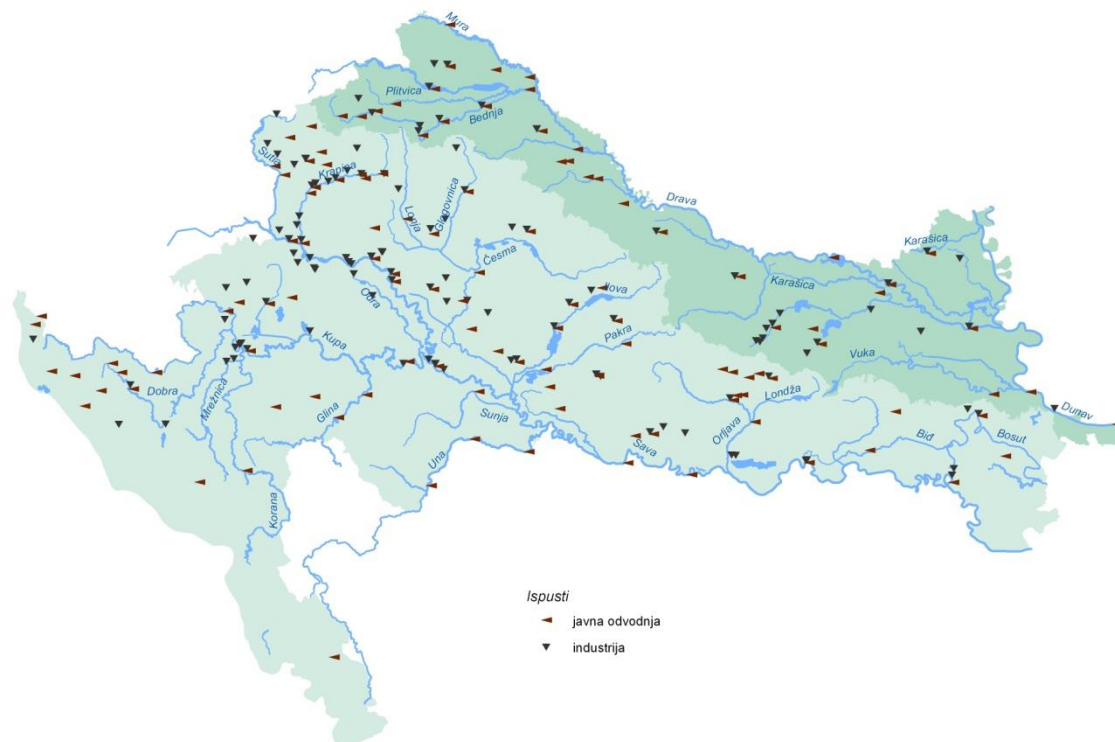 Mura
Plitvica
Bednja
Sutla
Krapina
Lonja
Glogovnica
Drava
Karašica
Česma
Ilova
Karašica
Odra
Pakra
Kupa
Vuka
Dobra
Mrežnica
Londža
Dunav
Glina
Sunja
Orljava
Sava
Biđ
Bosut
Una
Korana
Ispusti
javna odvodnja
industrija